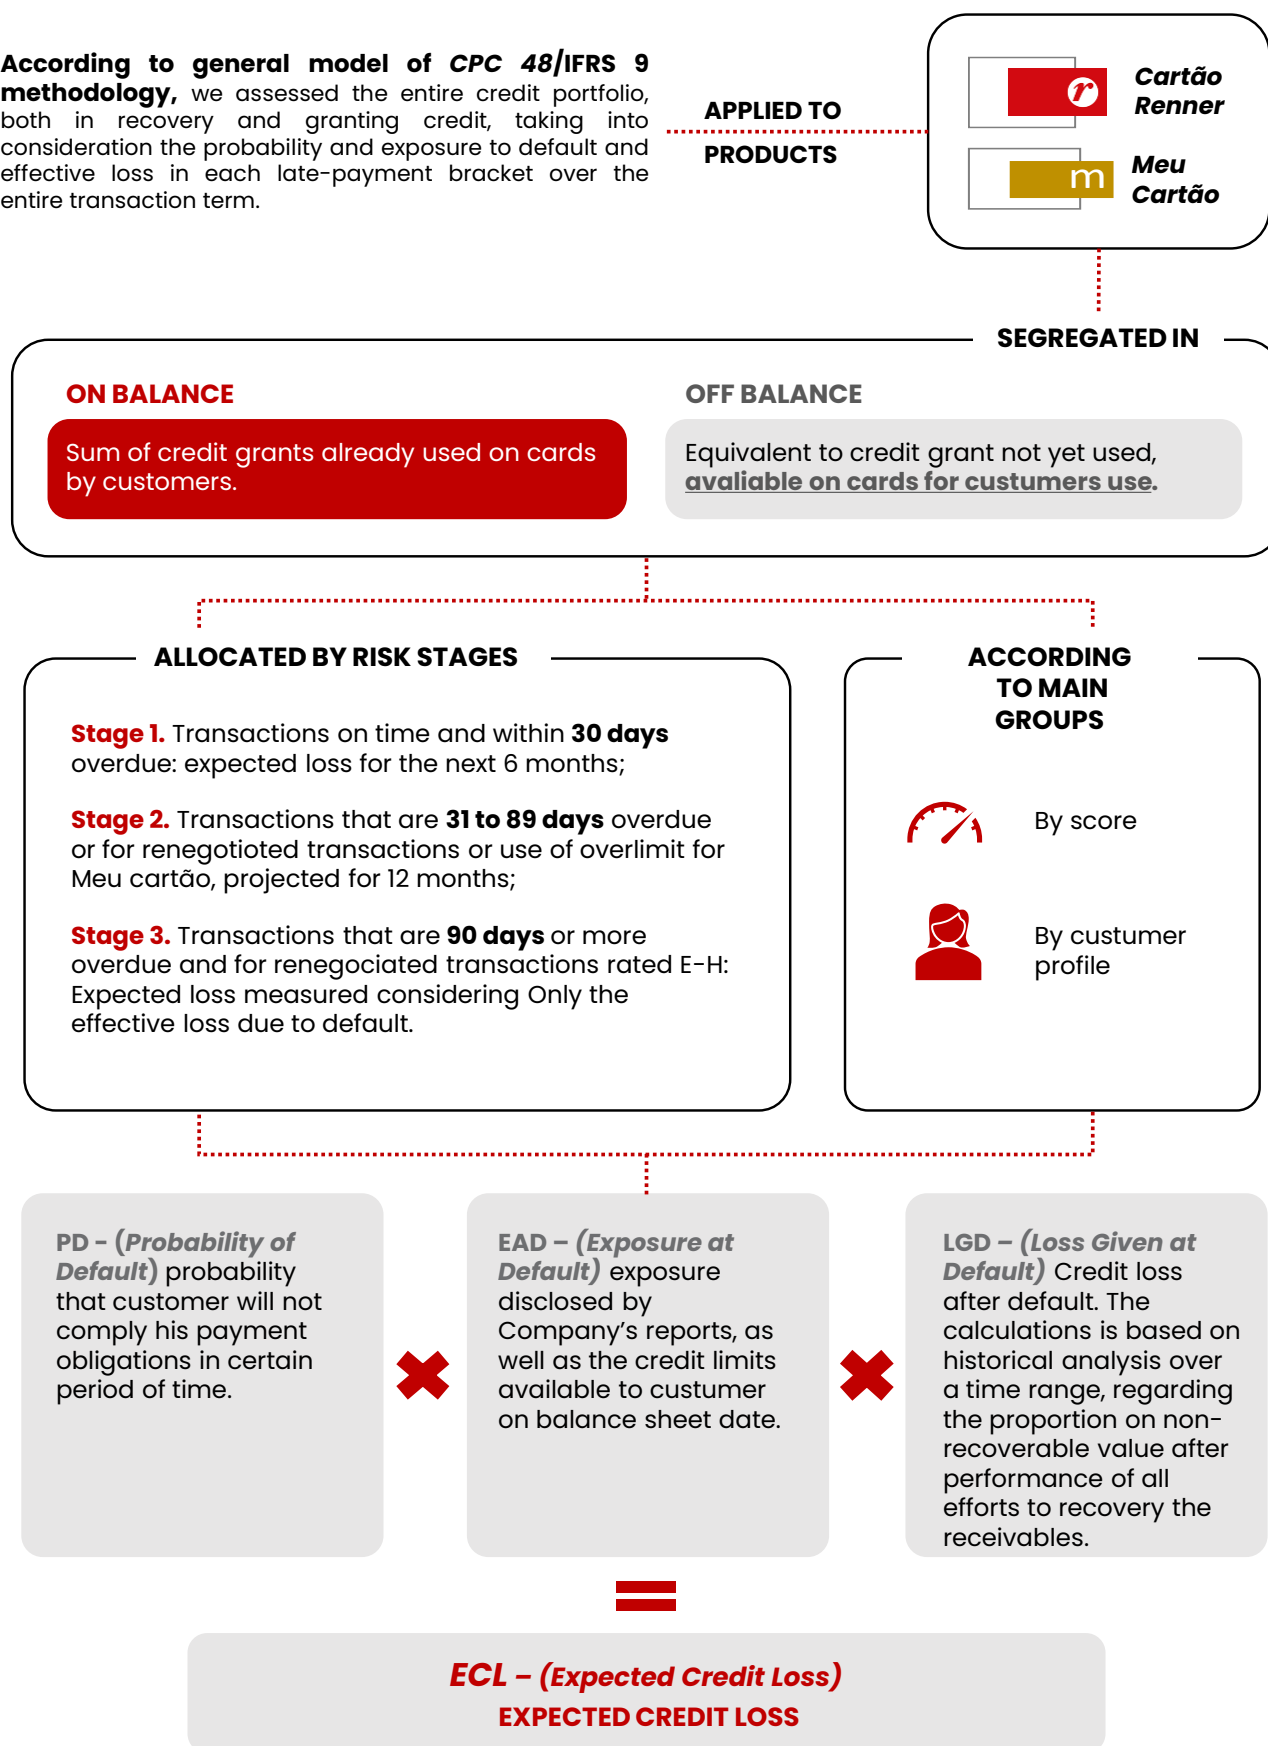 According to general model of CPC 48/IFRS 9
methodology, we assessed the entire credit portfolio,
both in recovery and granting credit, taking into
consideration the probability and exposure to default and
effective loss in each late-payment bracket over the
entire transaction term.
APPLIED TO
PRODUCTS
r
Cartão
Renner
m
Meu
Cartão
SEGREGATED IN
ON BALANCE
Sum of credit grants already used on cards
by customers.
OFF BALANCE
Equivalent to credit grant not yet used,
avaliable on cards for custumers use.
ALLOCATED BY RISK STAGES
Stage 1. Transactions on time and within 30 days
overdue: expected loss for the next 6 months;
Stage 2. Transactions that are 31 to 89 days overdue
or for renegotioted transactions or use of overlimit for
Meu cartão, projected for 12 months;
Stage 3. Transactions that are 90 days or more
overdue and for renegociated transactions rated E-H:
Expected loss measured considering Only the
effective loss due to default.
ACCORDING
TO MAIN
GROUPS
By score
By custumer
profile
PD - (Probability of
Default) probability
that customer will not
comply his payment
obligations in certain
period of time.
EAD – (Exposure at
Default) exposure
disclosed by
Company’s reports, as
well as the credit limits
available to custumer
on balance sheet date.
LGD – (Loss Given at
Default) Credit loss
after default. The
calculations is based on
historical analysis over
a time range, regarding
the proportion on non-
recoverable value after
performance of all
efforts to recovery the
receivables.
ECL – (Expected Credit Loss)
EXPECTED CREDIT LOSS